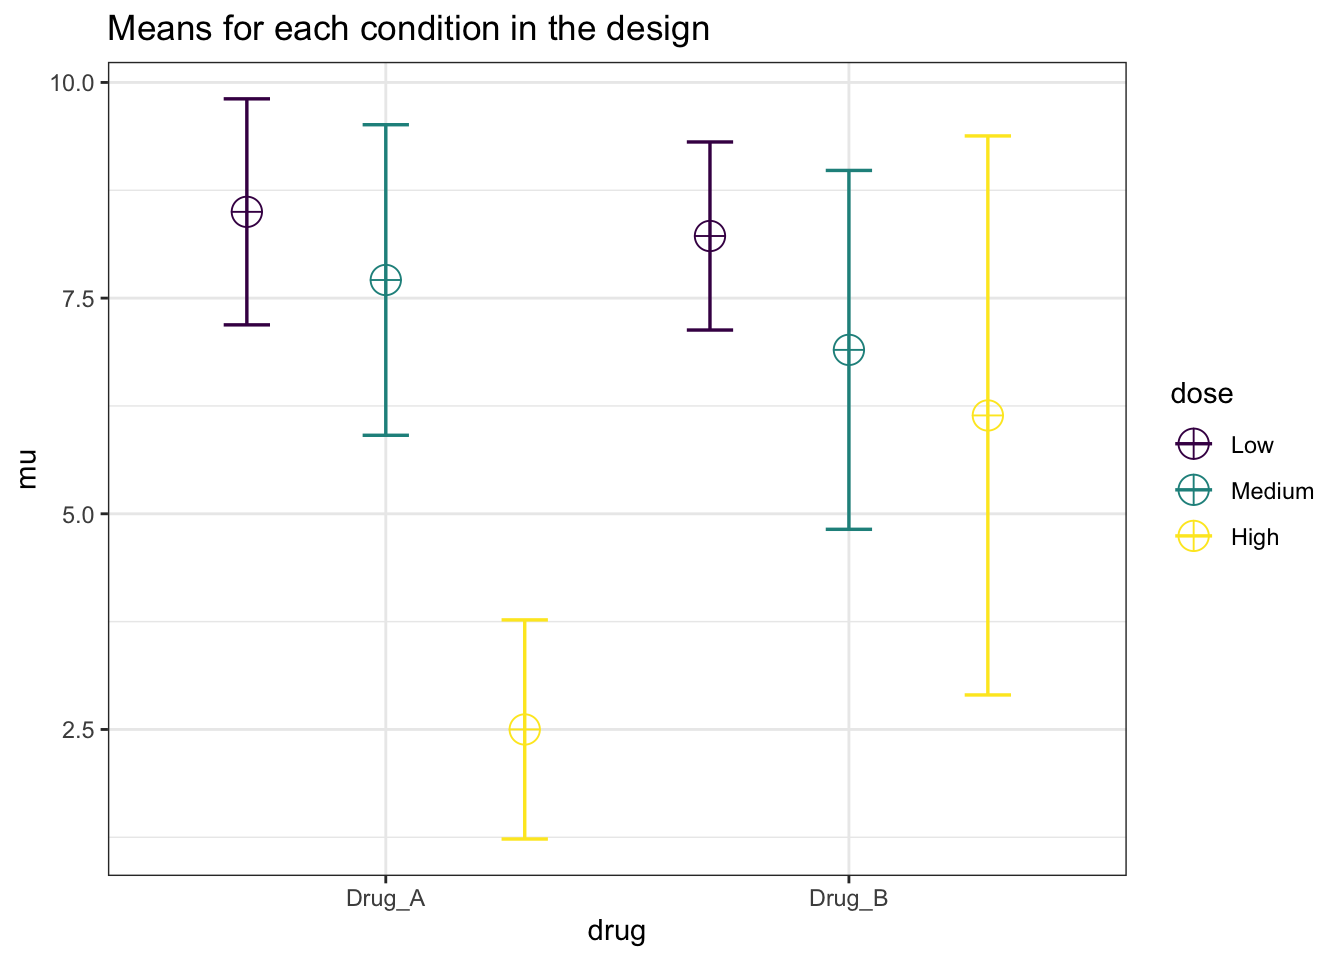 Means for each condition in the design
10.0
7.5
5.0
2.5
mu
Drug_A
Drug_B
drug
dose
Low
Medium
High